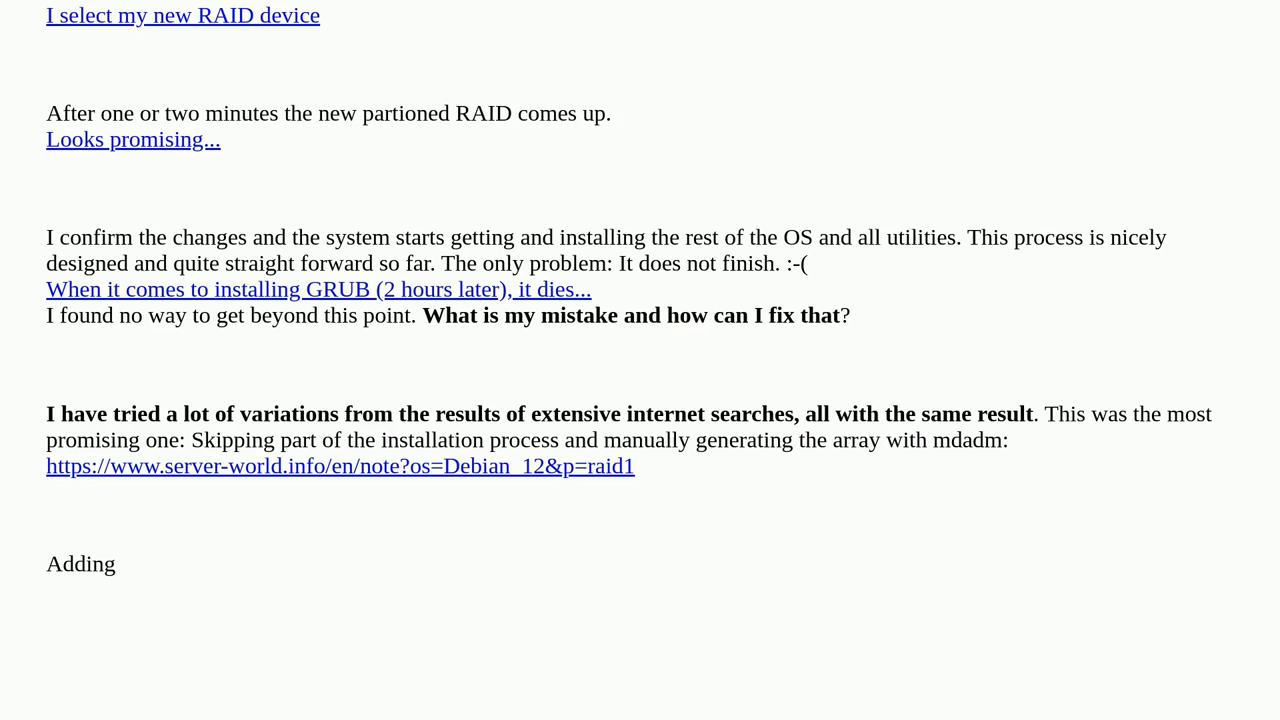 I select my new RAID device
After one or two minutes the new partioned RAID comes up.
Looks promising...
I confirm the changes and the system starts getting and installing the rest of the OS and all utilities. This process is nicely
designed and quite straight forward so far. The only problem: It does not finish. :-(
When it comes to installing GRUB (2 hours later), it dies...
I found no way to get beyond this point. What is my mistake and how can I fix that?
I have tried a lot of variations from the results of extensive internet searches, all with the same result. This was the most
promising one: Skipping part of the installation process and manually generating the array with mdadm:
https://www.server-world.info/en/note?os=Debian_12&p=raid1
Adding